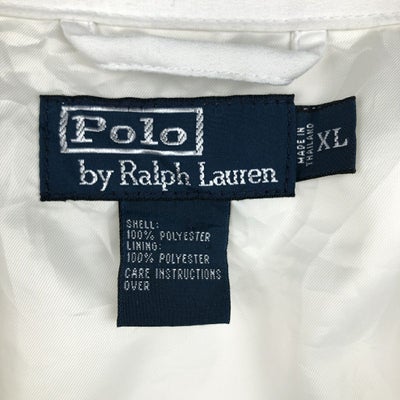 Polo
by Ralph Lauren
MADE IN
THAILAND
XL
SHELL:
100% POLYESTER
LINING:
100% POLYESTER
CARE INSTRUCTIONS
OVER